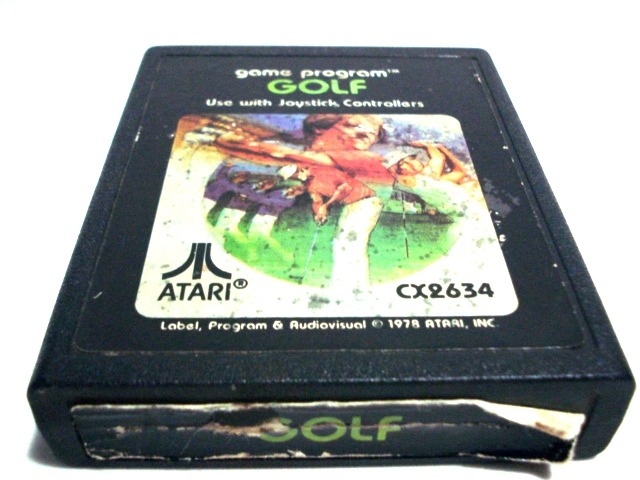 game program™
GOLF
Use with Joystick Controllers
ATARI®
CX2634
Label, Program & Audiovisual © 1978 ATARI, INC.
GOLF